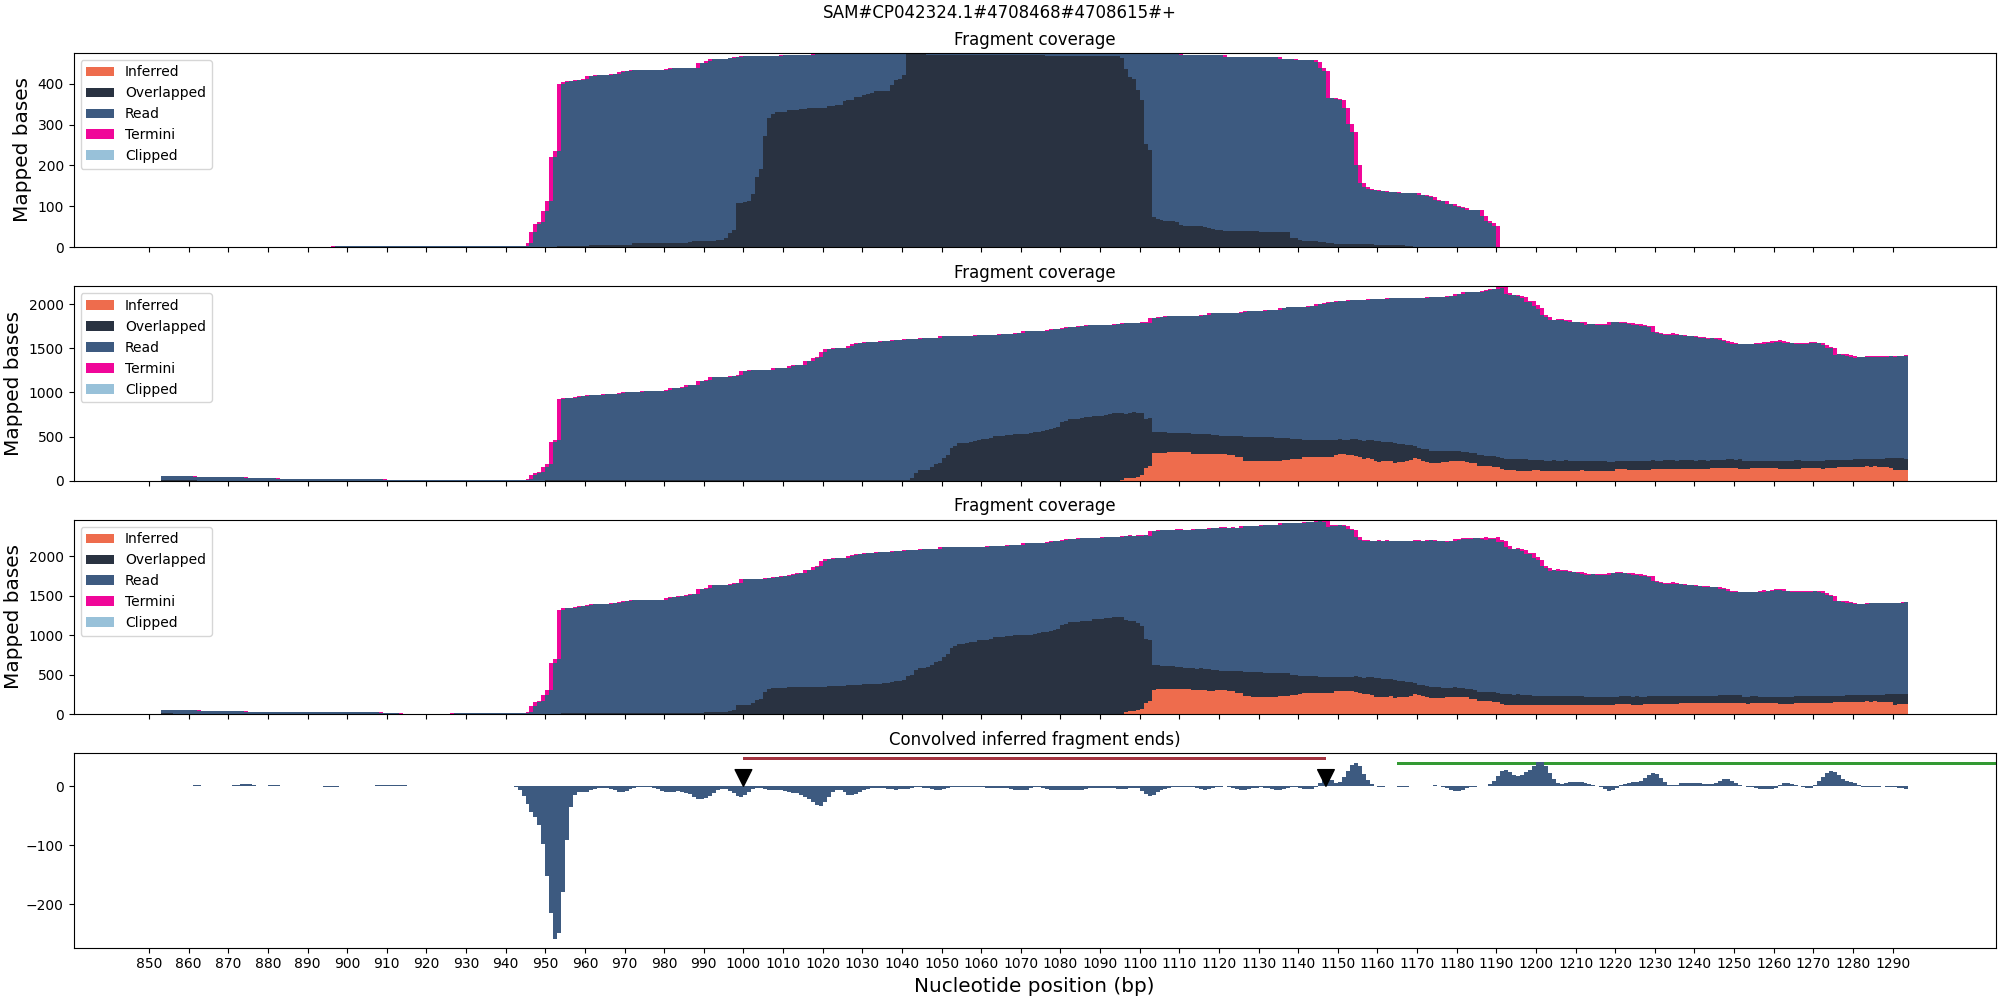 SAM#CP042324.1#4708468#4708615#+
Fragment coverage
Mapped bases
400
300
200
100
0
Inferred
Overlapped
Read
Termini
Clipped
Fragment coverage
Mapped bases
2000
1500
1000
500
0
Inferred
Overlapped
Read
Termini
Clipped
Fragment coverage
Mapped bases
2000
1500
1000
500
0
Inferred
Overlapped
Read
Termini
Clipped
Convolved inferred fragment ends)
0
−100
−200
850 860 870 880 890 900 910 920 930 940 950 960 970 980 990 1000 1010 1020 1030 1040 1050 1060 1070 1080 1090 1100 1110 1120 1130 1140 1150 1160 1170 1180 1190 1200 1210 1220 1230 1240 1250 1260 1270 1280 1290
Nucleotide position (bp)